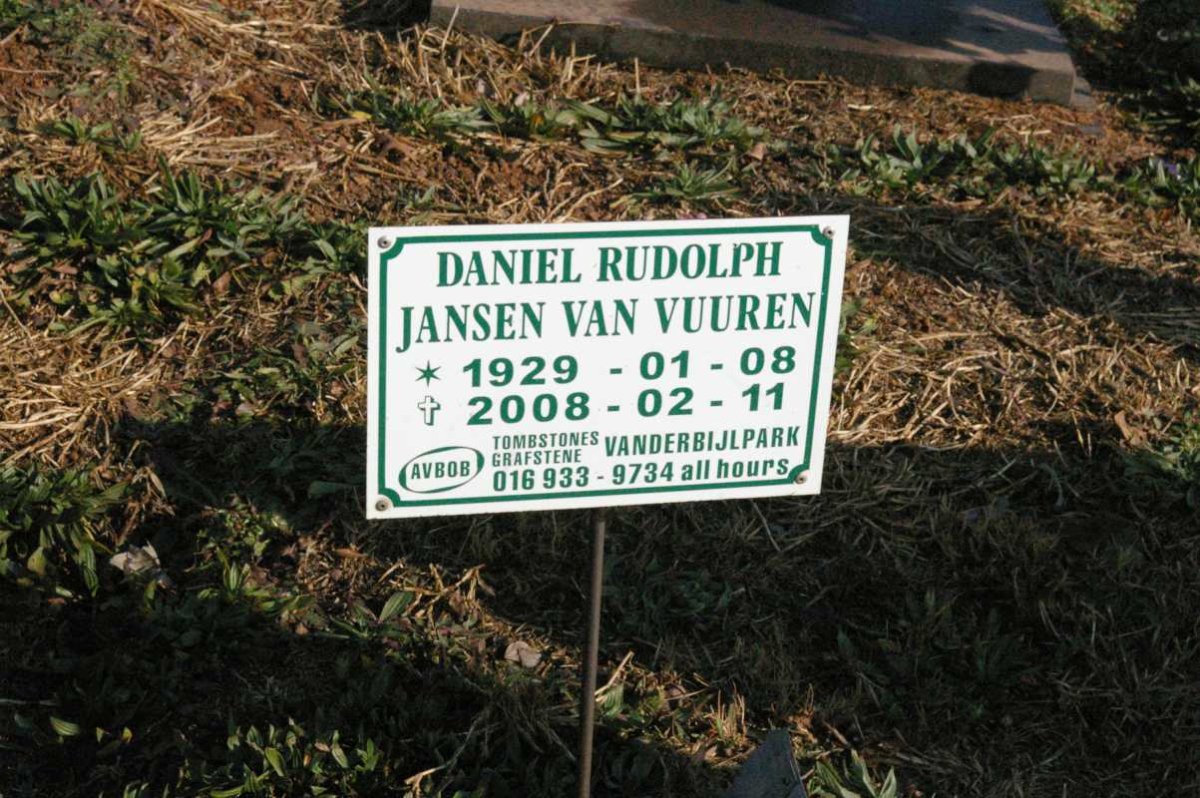 DANIEL RUDOLPH
JANSEN VAN VUUREN
1929 - 01 - 08
2008 - 02 - 11
AVBOB
TOMBSTONES
GRAFSTENE
VANDERBIJLPARK
016 933 - 9734 all hours